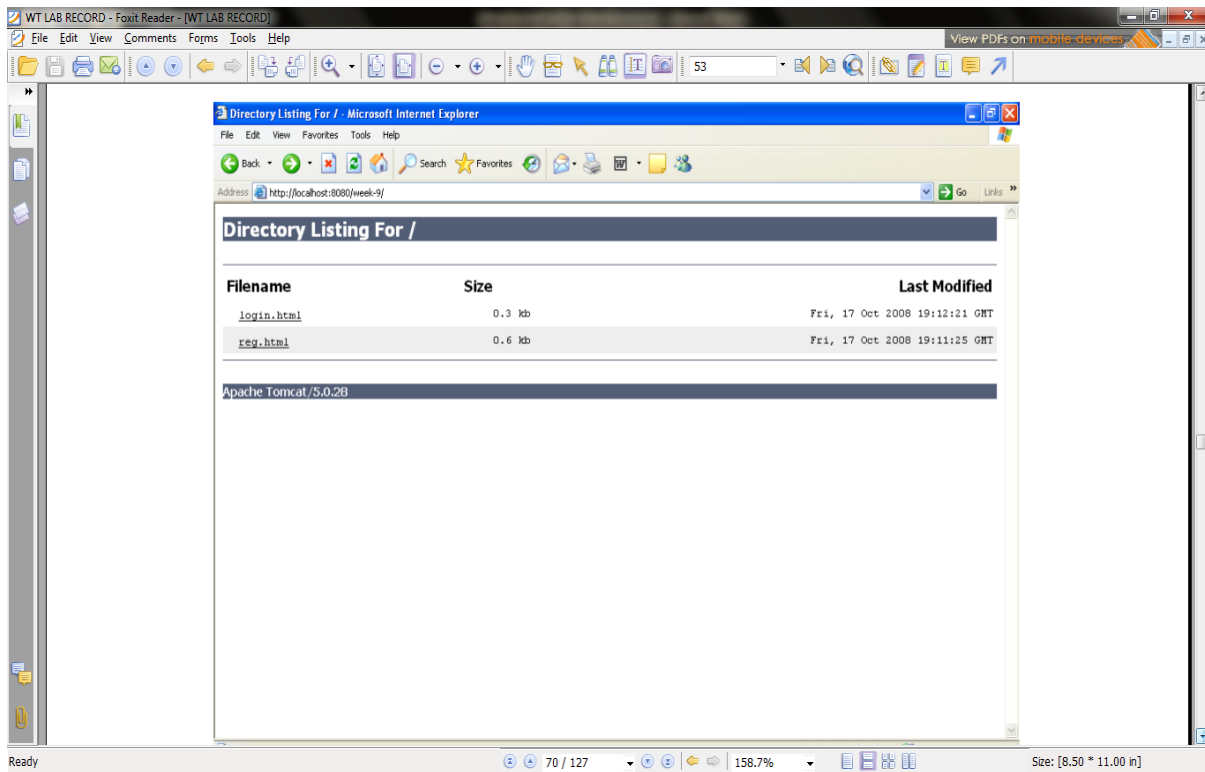 WT LAB RECORD - Foxit Reader - [WT LAB RECORD]
File Edit View Comments Forms Tools Help
View PDFs on mobile devices
53
Directory Listing For / - Microsoft Internet Explorer
File Edit View Favorites Tools Help
Back Search Favorites
Address http://localhost:8080/week-9/ Go Links »
Directory Listing For /
Filename Size Last Modified
login.html 0.3 kb Fri, 17 Oct 2008 19:12:21 GMT
reg.html 0.6 kb Fri, 17 Oct 2008 19:11:25 GMT
Apache Tomcat/5.0.28
Ready 70 / 127 158.7% Size: [8.50 * 11.00 in]